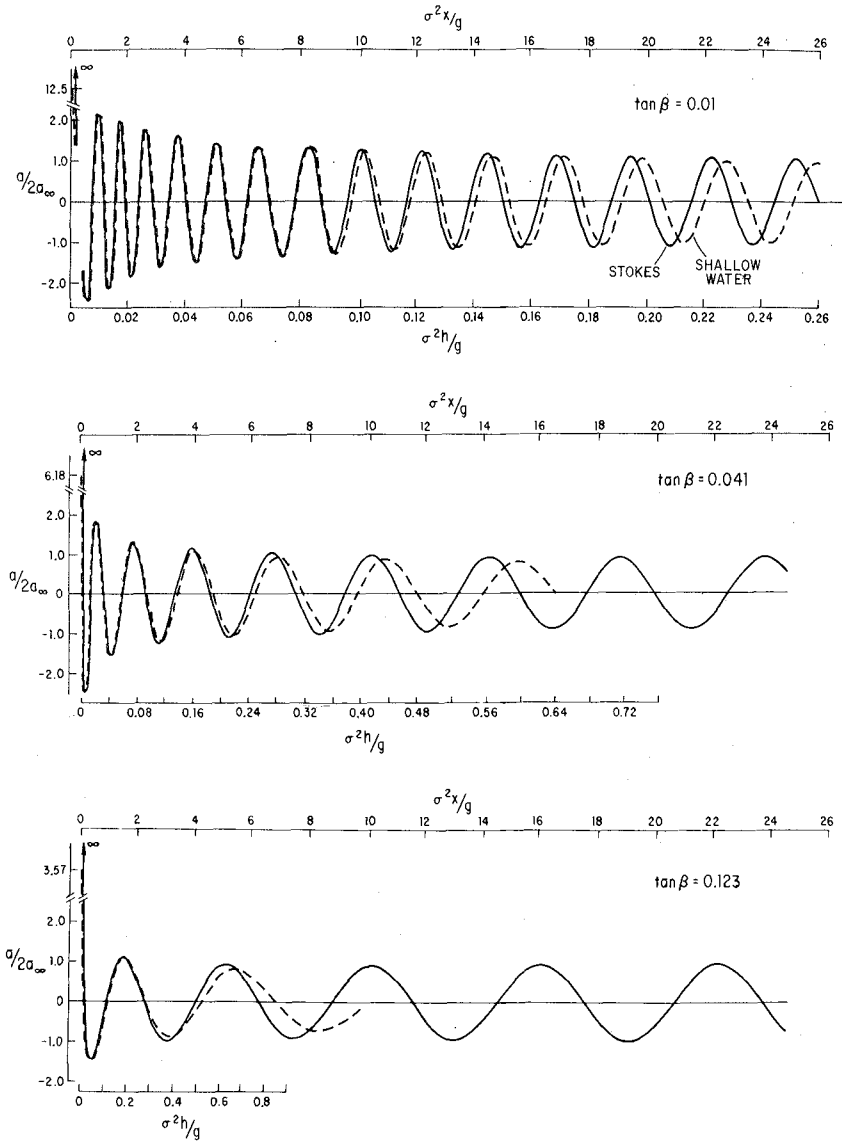 σ²x/g
0 2 4 6 8 10 12 14 16 18 20 22 24 26
∞
12.5
tan β = 0.01
2.0
1.0
a/2a∞
0
-1.0
STOKES SHALLOW WATER
-2.0
0 0.02 0.04 0.06 0.08 0.10 0.12 0.14 0.16 0.18 0.20 0.22 0.24 0.26
σ²h/g
σ²x/g
0 2 4 6 8 10 12 14 16 18 20 22 24 26
∞
6.18
tan β = 0.041
2.0
1.0
a/2a∞
0
-1.0
-2.0
0 0.08 0.16 0.24 0.32 0.40 0.48 0.56 0.64 0.72
σ²h/g
σ²x/g
0 2 4 6 8 10 12 14 16 18 20 22 24 26
∞
3.57
tan β = 0.123
2.0
1.0
a/2a∞
0
-1.0
-2.0
0 0.2 0.4 0.6 0.8
σ²h/g